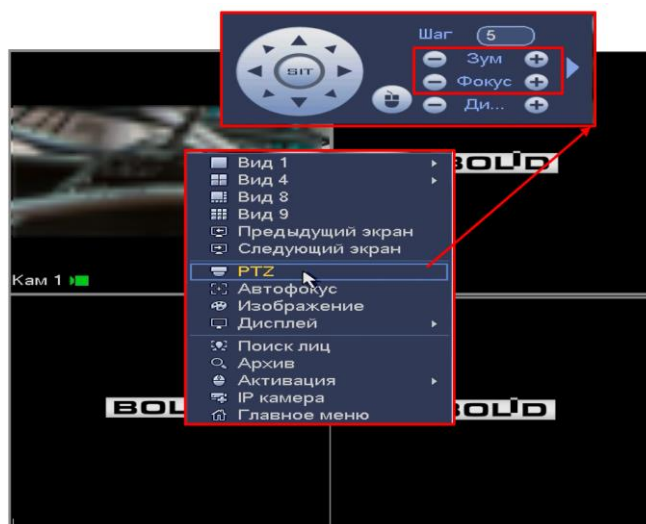 Шаг 5
Зум
SIT
Фокус
Ди...
BOLID
Вид 1
Вид 4
Вид 8
Вид 9
Предыдущий экран
Следующий экран
PTZ
Кам 1
Автофокус
Изображение
Дисплей
Поиск лиц
Архив
Активация
BOL
BOLID
IP камера
Главное меню